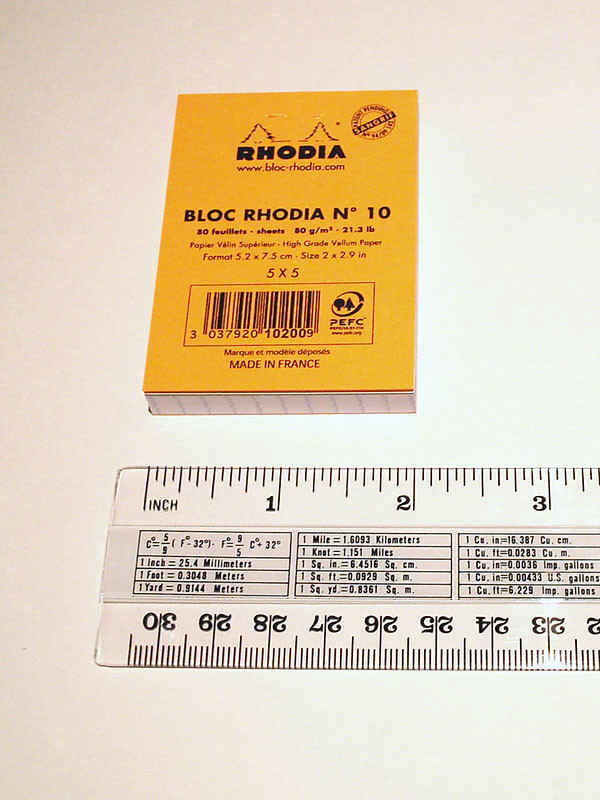 PATENT PENDING
SANGRIF
RHODIA
www.bloc-rhodia.com
BLOC RHODIA N° 10
80 feuillets - sheets 80 g/m² - 21.3 lb
Papier Vélin Supérieur - High Grade Vellum Paper
Format 5.2 x 7.5 cm - Size 2 x 2.9 in
5 X 5
PEFC
www.pefc.org
3 037920 102009
Marque et modèle déposés
MADE IN FRANCE
INCH 1 2 3
C°= 5/9 ( F°- 32°)· F°= 9/5 C°+ 32°
1 Inch = 25.4 Millimeters
1 Foot = 0.3048 Meters
1 Yard = 0.9144 Meters
1 Mile = 1.6093 Kilometers
1 Knot = 1.151 Miles
1 Sq. in. = 6.4516 Sq. cm.
1 Sq. ft. = 0.0929 Sq. m.
1 Sq. yd. = 0.8361 Sq. m.
1 Cu. in = 16.387 Cu. cm.
1 Cu. ft = 0.0283 Cu. m.
1 Cu. in = 0.0036 Imp. gallons
1 Cu. in = 0.00433 U.S. gallons
1 Cu. ft = 6.229 Imp. gallons
30 29 28 27 26 25 24 23